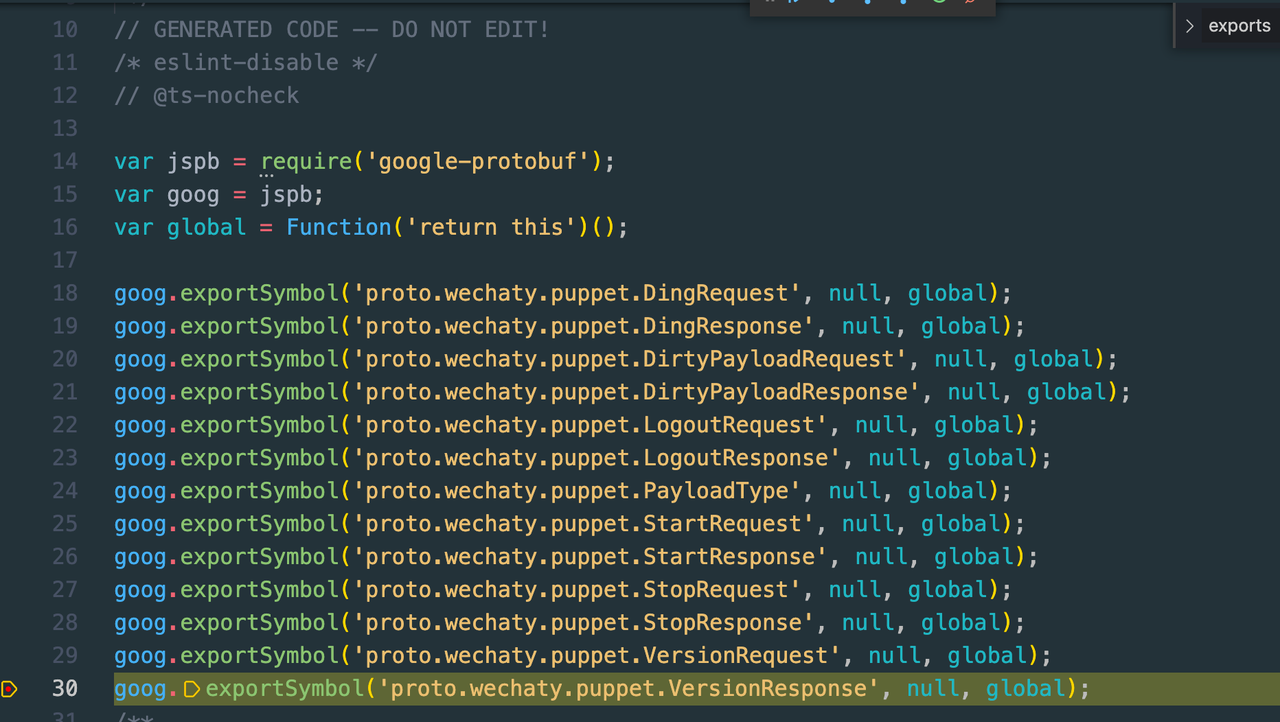 exports
10 // GENERATED CODE -- DO NOT EDIT!
11 /* eslint-disable */
12 // @ts-nocheck
13
14 var jspb = require('google-protobuf');
15 var goog = jspb;
16 var global = Function('return this')();
17
18 goog.exportSymbol('proto.wechaty.puppet.DingRequest', null, global);
19 goog.exportSymbol('proto.wechaty.puppet.DingResponse', null, global);
20 goog.exportSymbol('proto.wechaty.puppet.DirtyPayloadRequest', null, global);
21 goog.exportSymbol('proto.wechaty.puppet.DirtyPayloadResponse', null, global);
22 goog.exportSymbol('proto.wechaty.puppet.LogoutRequest', null, global);
23 goog.exportSymbol('proto.wechaty.puppet.LogoutResponse', null, global);
24 goog.exportSymbol('proto.wechaty.puppet.PayloadType', null, global);
25 goog.exportSymbol('proto.wechaty.puppet.StartRequest', null, global);
26 goog.exportSymbol('proto.wechaty.puppet.StartResponse', null, global);
27 goog.exportSymbol('proto.wechaty.puppet.StopRequest', null, global);
28 goog.exportSymbol('proto.wechaty.puppet.StopResponse', null, global);
29 goog.exportSymbol('proto.wechaty.puppet.VersionRequest', null, global);
30 goog.exportSymbol('proto.wechaty.puppet.VersionResponse', null, global);
31 /**